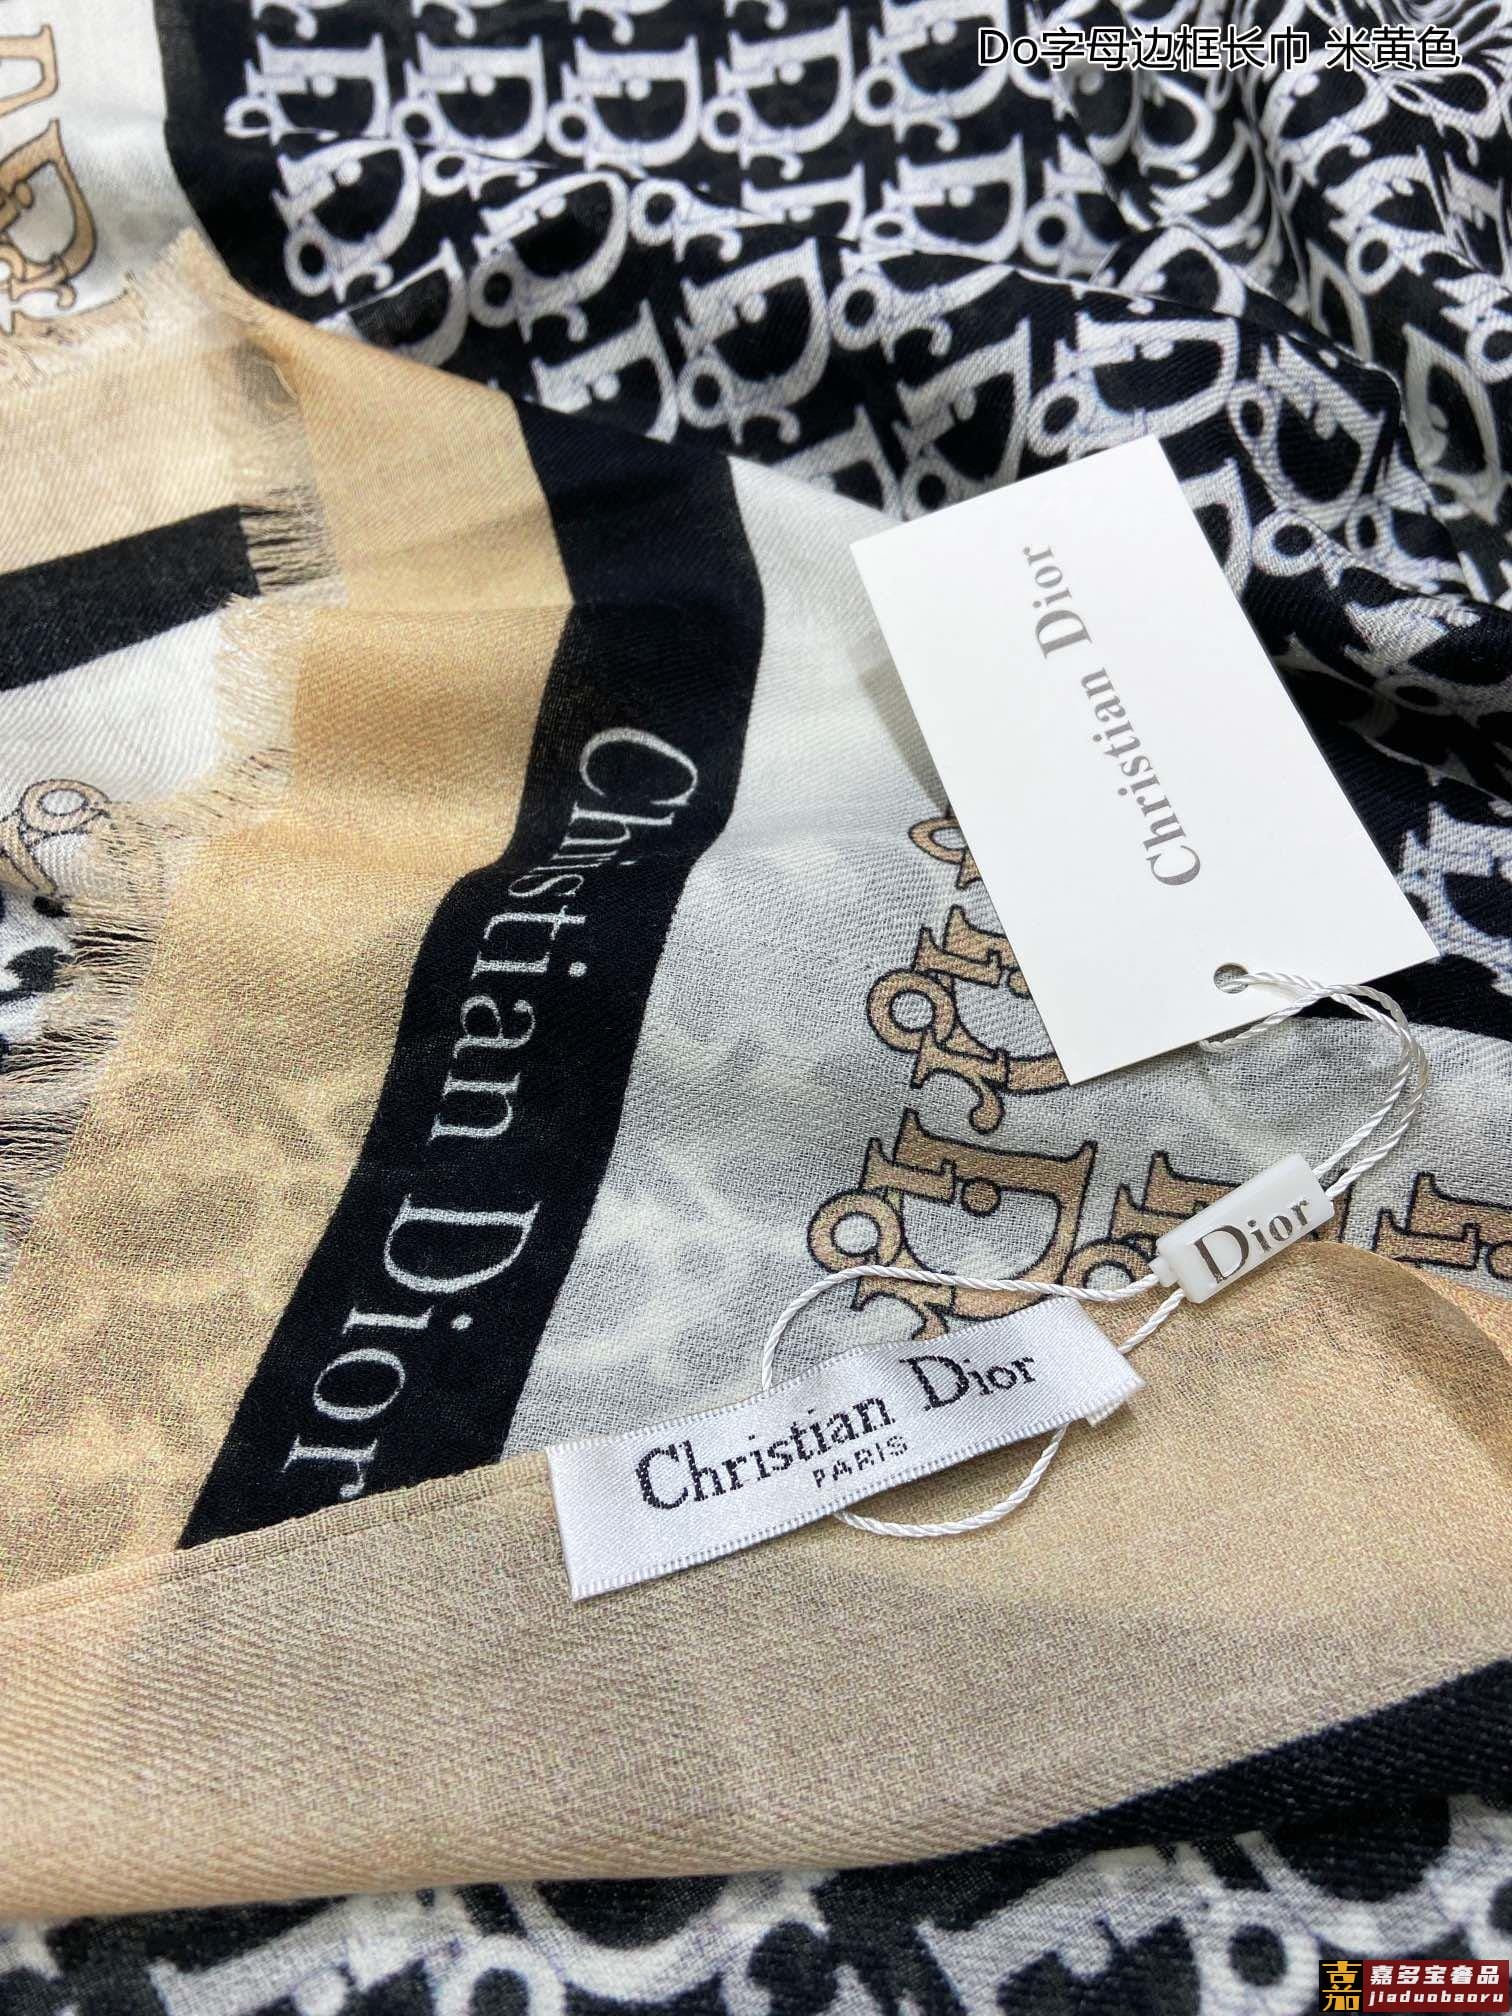 Do字母边框长巾 米黄色
Christian Dior
Christian Dior
Dior
Christian Dior
PARIS
嘉多宝奢品
jiaduobaoru